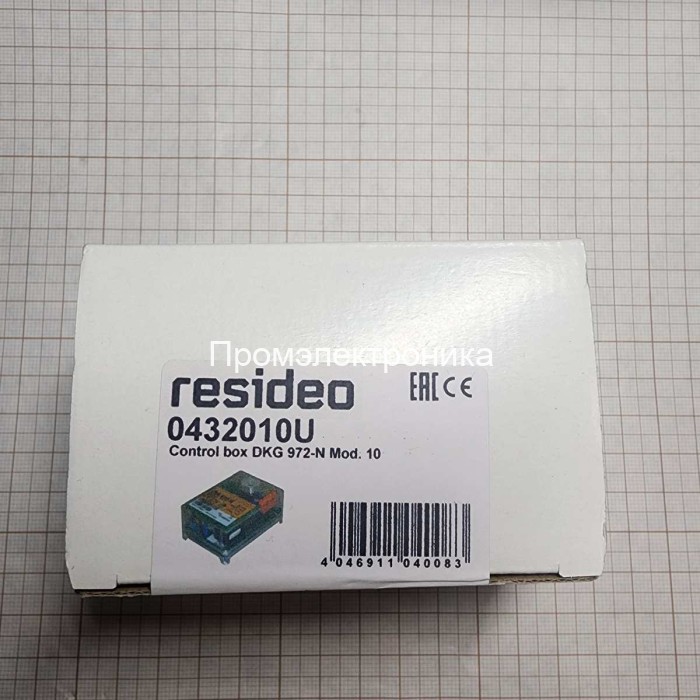 Промэлектроника
resideo
EAC CE
0432010U
Control box DKG 972-N Mod. 10
4 046911 040083